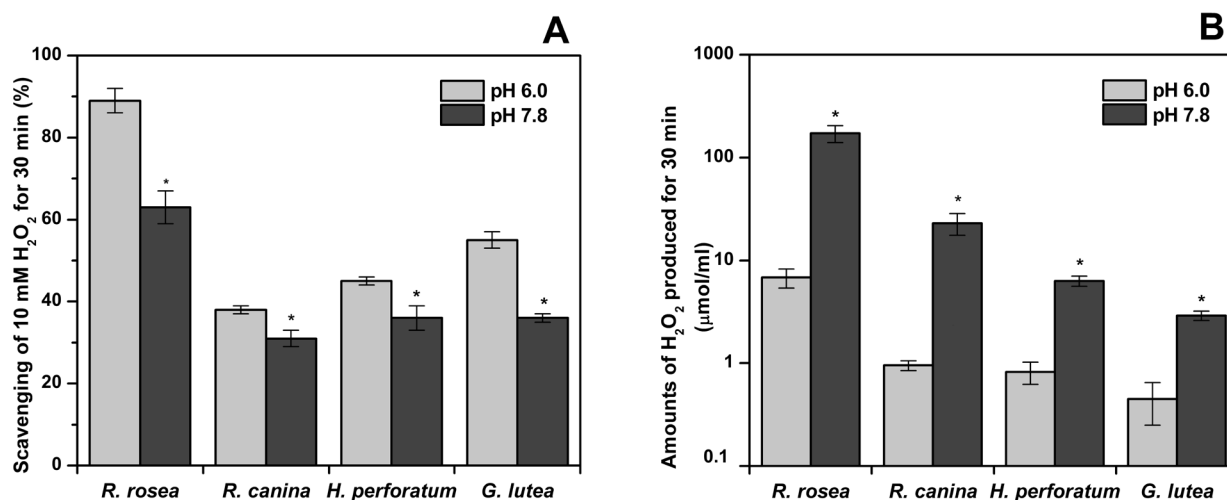 A
Scavenging of 10 mM H₂O₂ for 30 min (%)
100
80
60
40
20
0
pH 6.0
pH 7.8
*
*
*
*
R. rosea
R. canina
H. perforatum
G. lutea
B
Amounts of H₂O₂ produced for 30 min
(μmol/ml)
1000
100
10
1
0.1
pH 6.0
pH 7.8
*
*
*
*
R. rosea
R. canina
H. perforatum
G. lutea